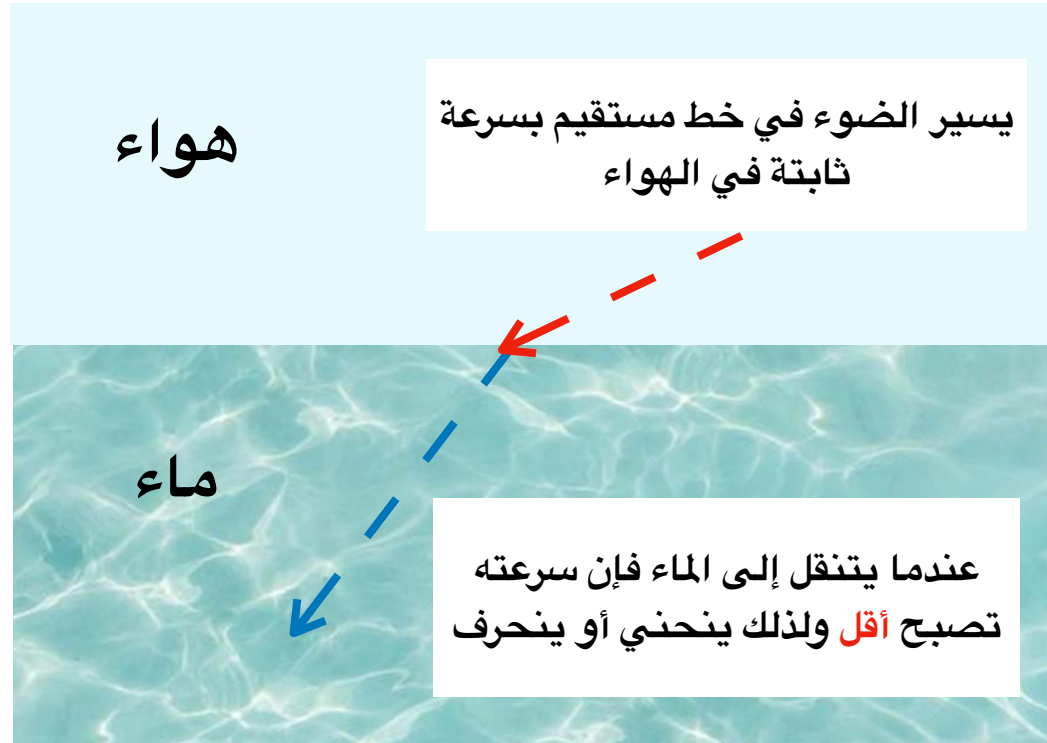 هواء
يسير الضوء في خط مستقيم بسرعة
ثابتة في الهواء
ماء
عندما يتنقل إلى الماء فإن سرعته
تصبح أقل ولذلك ينحني أو ينحرف